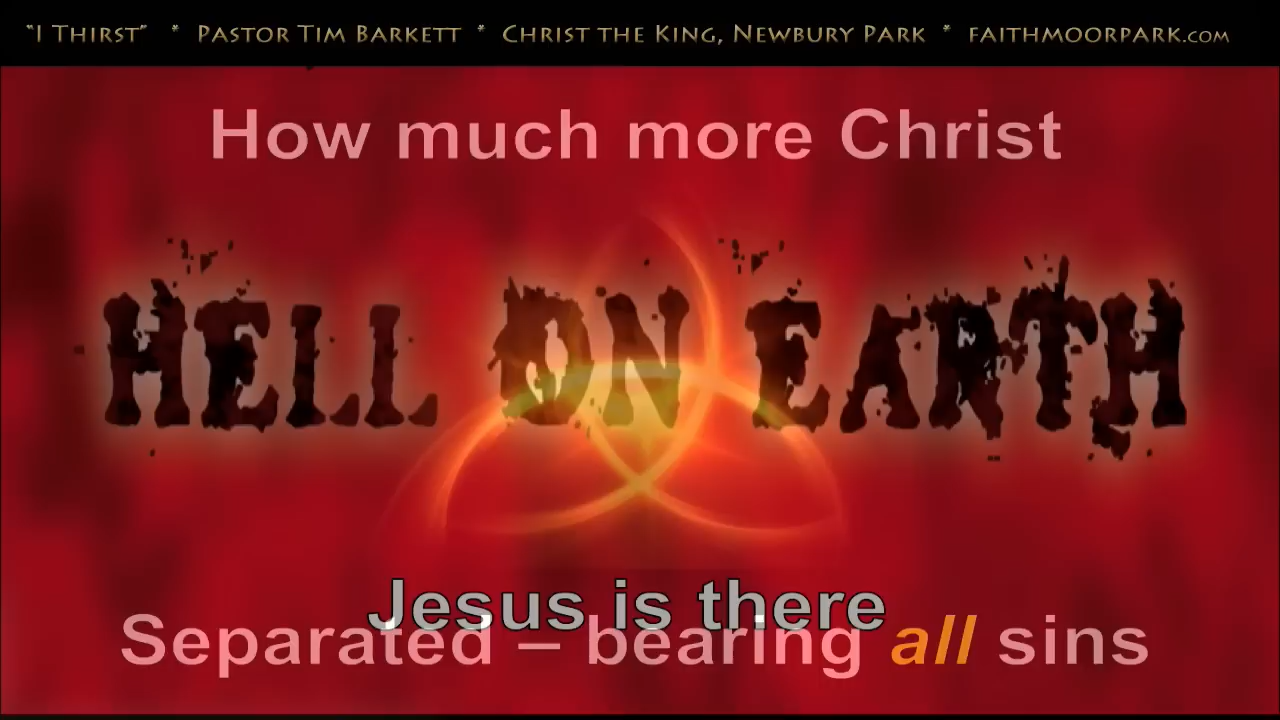 "I Thirst" * Pastor Tim Barkett * Christ the King, Newbury Park * faithmoorpark.com
How much more Christ
HELL ON EARTH
Jesus is there
Separated – bearing all sins